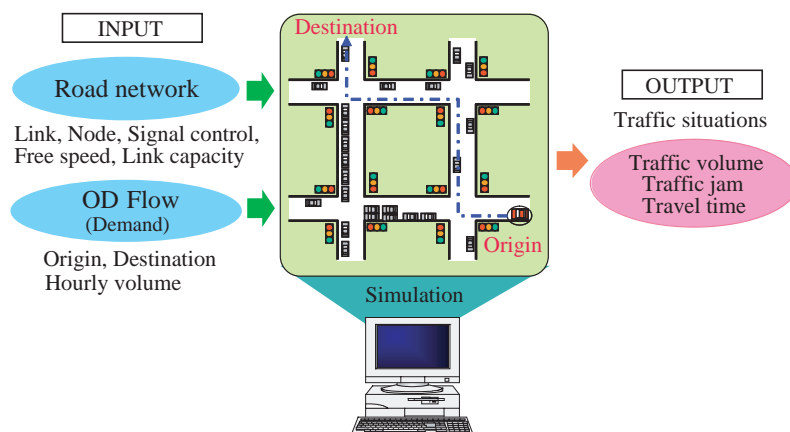 INPUT
Road network
Link, Node, Signal control,
Free speed, Link capacity
OD Flow
(Demand)
Origin, Destination
Hourly volume
Destination
Origin
Simulation
OUTPUT
Traffic situations
Traffic volume
Traffic jam
Travel time